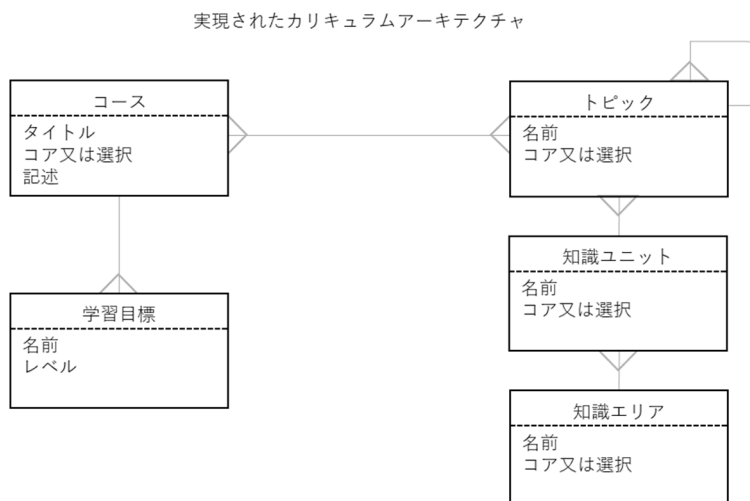 実現されたカリキュラムアーキテクチャ
コース
タイトル
コア又は選択
記述
トピック
名前
コア又は選択
知識ユニット
名前
コア又は選択
学習目標
名前
レベル
知識エリア
名前
コア又は選択